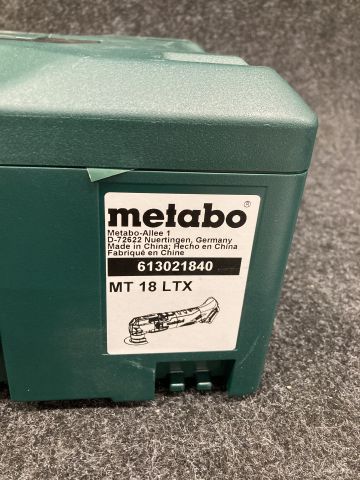 metabo®
Metabo-Allee 1
D-72622 Nuertingen, Germany
Made in China; Hecho en China
Fabriqué en Chine
613021840
MT 18 LTX